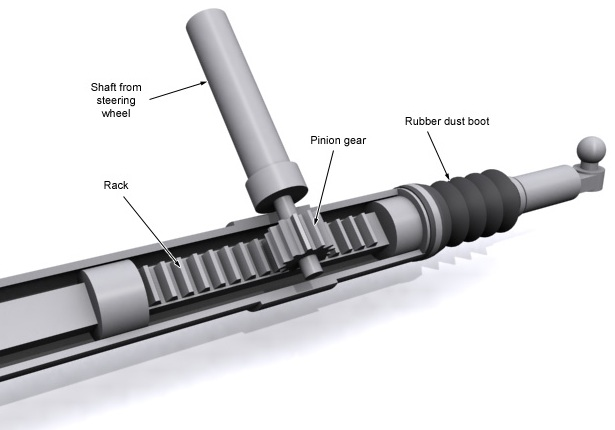 Shaft from
steering
wheel
Rubber dust boot
Pinion gear
Rack